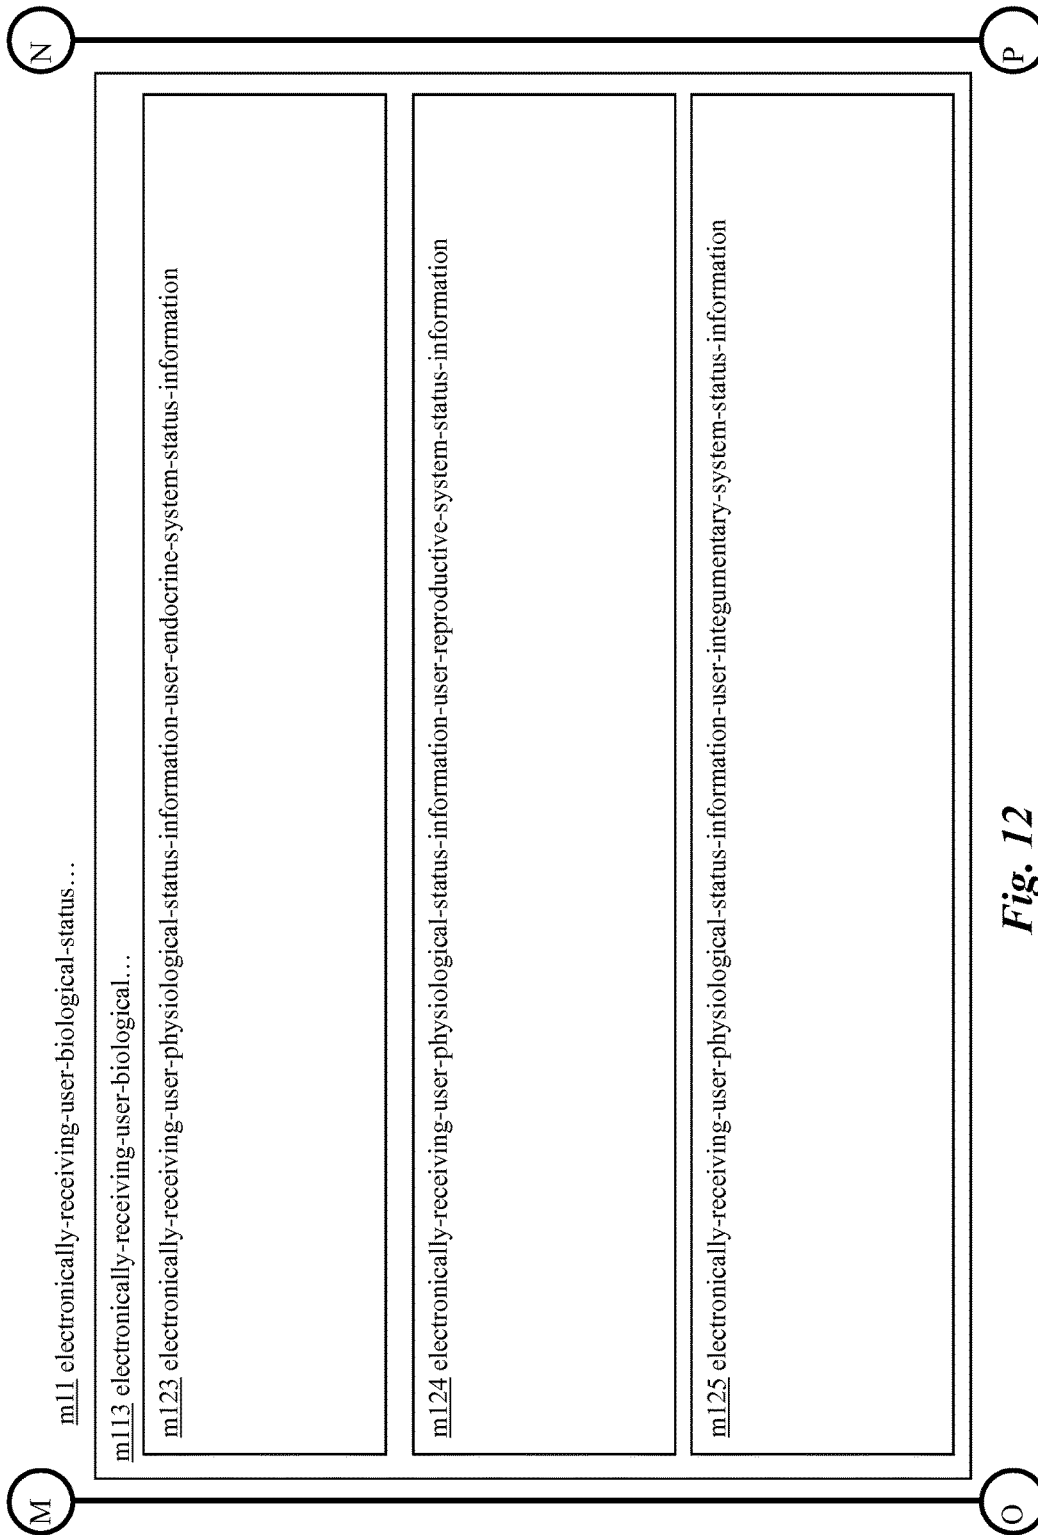 M
N
m11 electronically-receiving-user-biological-status…
m113 electronically-receiving-user-biological…
m123 electronically-receiving-user-physiological-status-information-user-endocrine-system-status-information
m124 electronically-receiving-user-physiological-status-information-user-reproductive-system-status-information
m125 electronically-receiving-user-physiological-status-information-user-integumentary-system-status-information
O
P
Fig. 12